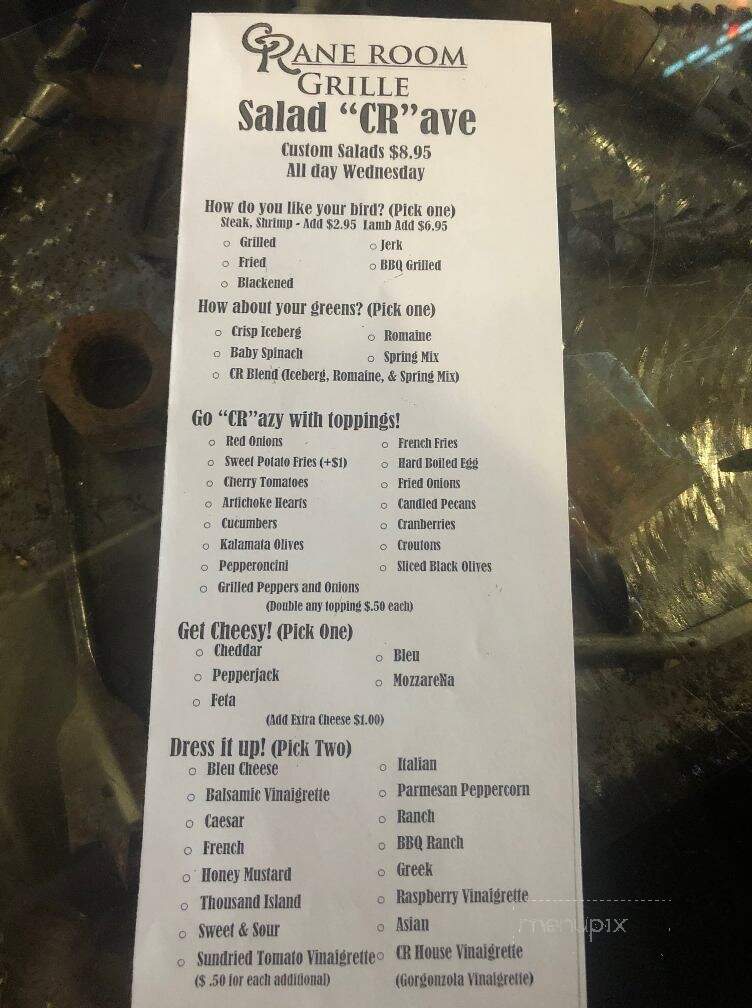 CRANE ROOM
GRILLE
Salad “CR”ave
Custom Salads $8.95
All day Wednesday
How do you like your bird? (Pick one)
Steak, Shrimp - Add $2.95 Lamb Add $6.95
Grilled
Jerk
Fried
BBQ Grilled
Blackened
How about your greens? (Pick one)
Crisp Iceberg
Romaine
Baby Spinach
Spring Mix
CR Blend (Iceberg, Romaine, & Spring Mix)
Go “CR”azy with toppings!
Red Onions
French Fries
Sweet Potato Fries (+$1)
Hard Boiled Egg
Cherry Tomatoes
Fried Onions
Artichoke Hearts
Candied Pecans
Cucumbers
Cranberries
Kalamata Olives
Croutons
Pepperoncini
Sliced Black Olives
Grilled Peppers and Onions
(Double any topping $.50 each)
Get Cheesy! (Pick One)
Cheddar
Bleu
Pepperjack
Mozzarella
Feta
(Add Extra Cheese $1.00)
Dress it up! (Pick Two)
Bleu Cheese
Italian
Balsamic Vinaigrette
Parmesan Peppercorn
Caesar
Ranch
French
BBQ Ranch
Honey Mustard
Greek
Thousand Island
Raspberry Vinaigrette
Sweet & Sour
Asian
Sundried Tomato Vinaigrette
CR House Vinaigrette
($ .50 for each additional)
(Gorgonzola Vinaigrette)
menupix